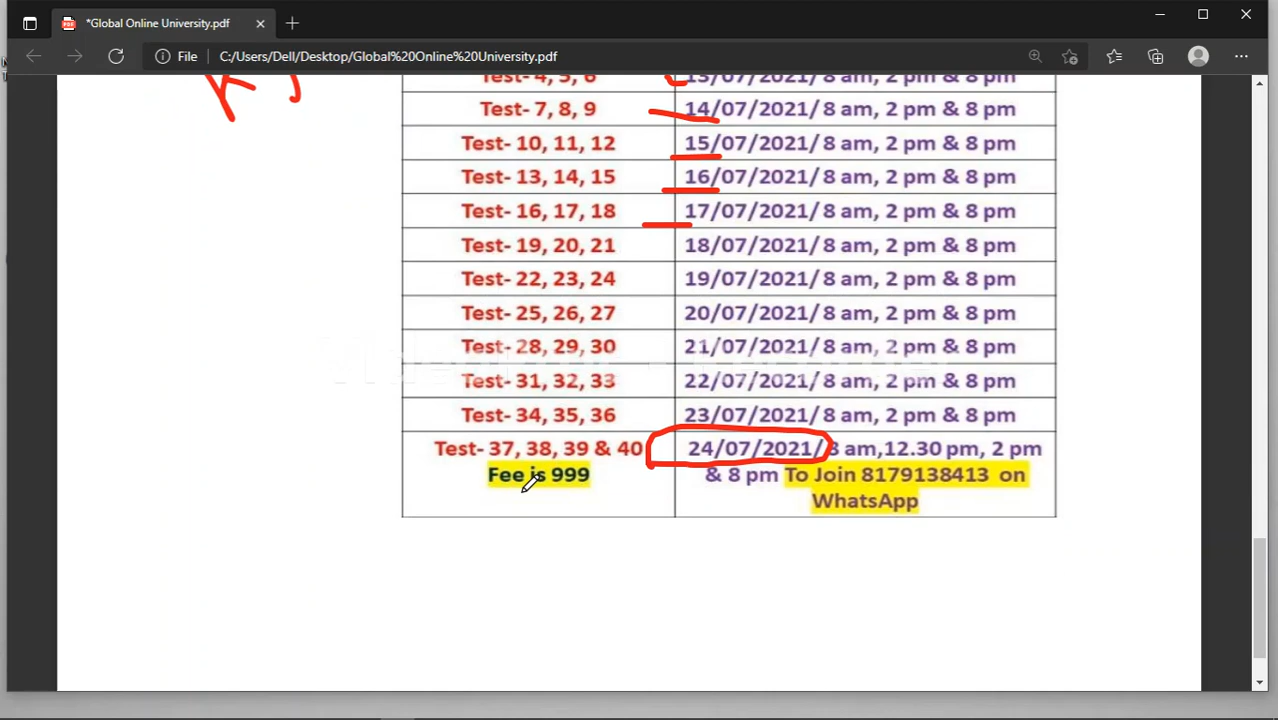 *Global Online University.pdf
File C:/Users/Dell/Desktop/Global%20Online%20University.pdf
Test- 4, 5, 6 13/07/2021/ 8 am, 2 pm & 8 pm
Test- 7, 8, 9 14/07/2021/ 8 am, 2 pm & 8 pm
Test- 10, 11, 12 15/07/2021/ 8 am, 2 pm & 8 pm
Test- 13, 14, 15 16/07/2021/ 8 am, 2 pm & 8 pm
Test- 16, 17, 18 17/07/2021/ 8 am, 2 pm & 8 pm
Test- 19, 20, 21 18/07/2021/ 8 am, 2 pm & 8 pm
Test- 22, 23, 24 19/07/2021/ 8 am, 2 pm & 8 pm
Test- 25, 26, 27 20/07/2021/ 8 am, 2 pm & 8 pm
Test- 28, 29, 30 21/07/2021/ 8 am, 2 pm & 8 pm
Test- 31, 32, 33 22/07/2021/ 8 am, 2 pm & 8 pm
Test- 34, 35, 36 23/07/2021/ 8 am, 2 pm & 8 pm
Test- 37, 38, 39 & 40 24/07/2021/ 8 am,12.30 pm, 2 pm
Fee is 999 & 8 pm To Join 8179138413 on
WhatsApp